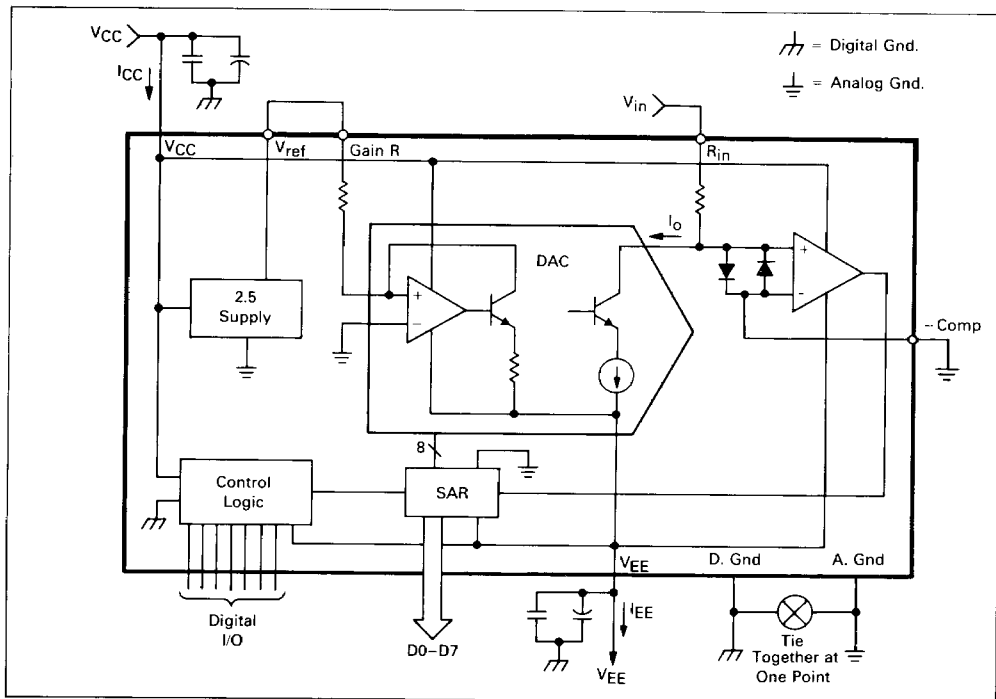 VCC
ICC
= Digital Gnd.
= Analog Gnd.
Vin
VCC
Vref
Gain R
Rin
Io
DAC
+
−
+
−
2.5
Supply
− Comp
8
Control
Logic
SAR
VEE
D. Gnd
A. Gnd
Digital
I/O
D0–D7
IEE
VEE
Tie
Together at
One Point